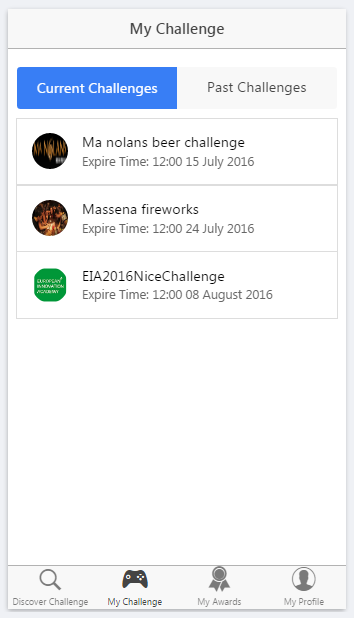 My Challenge
Current Challenges
Past Challenges
Ma nolans beer challenge
Expire Time: 12:00 15 July 2016
Massena fireworks
Expire Time: 12:00 24 July 2016
EUROPEAN
INNOVATION
ACADEMY
EIA2016NiceChallenge
Expire Time: 12:00 08 August 2016
Discover Challenge
My Challenge
My Awards
My Profile